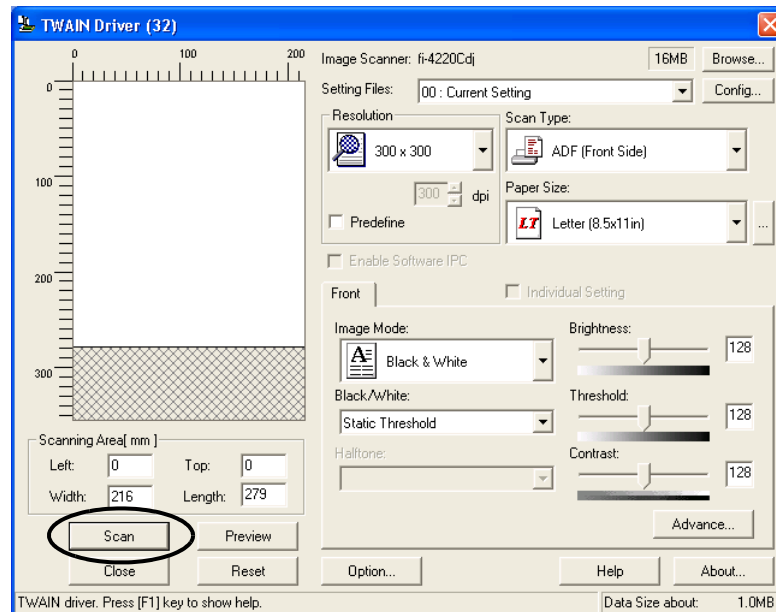 TWAIN Driver (32)
0 100 200
Image Scanner: fi-4220Cdj 16MB Browse...
Setting Files: 00 : Current Setting Config...
Resolution
Scan Type:
300 x 300
ADF (Front Side)
300 dpi
Predefine
Paper Size:
LT Letter (8.5x11in) ...
Enable Software IPC
Front
Individual Setting
Image Mode:
A Black & White
Black/White:
Static Threshold
Halftone:
Brightness:
128
Threshold:
128
Contrast:
128
Advance...
0
100
200
300
Scanning Area[ mm ]
Left: 0 Top: 0
Width: 216 Length: 279
Scan Preview
Close Reset Option... Help About...
TWAIN driver. Press [F1] key to show help. Data Size about: 1.0MB